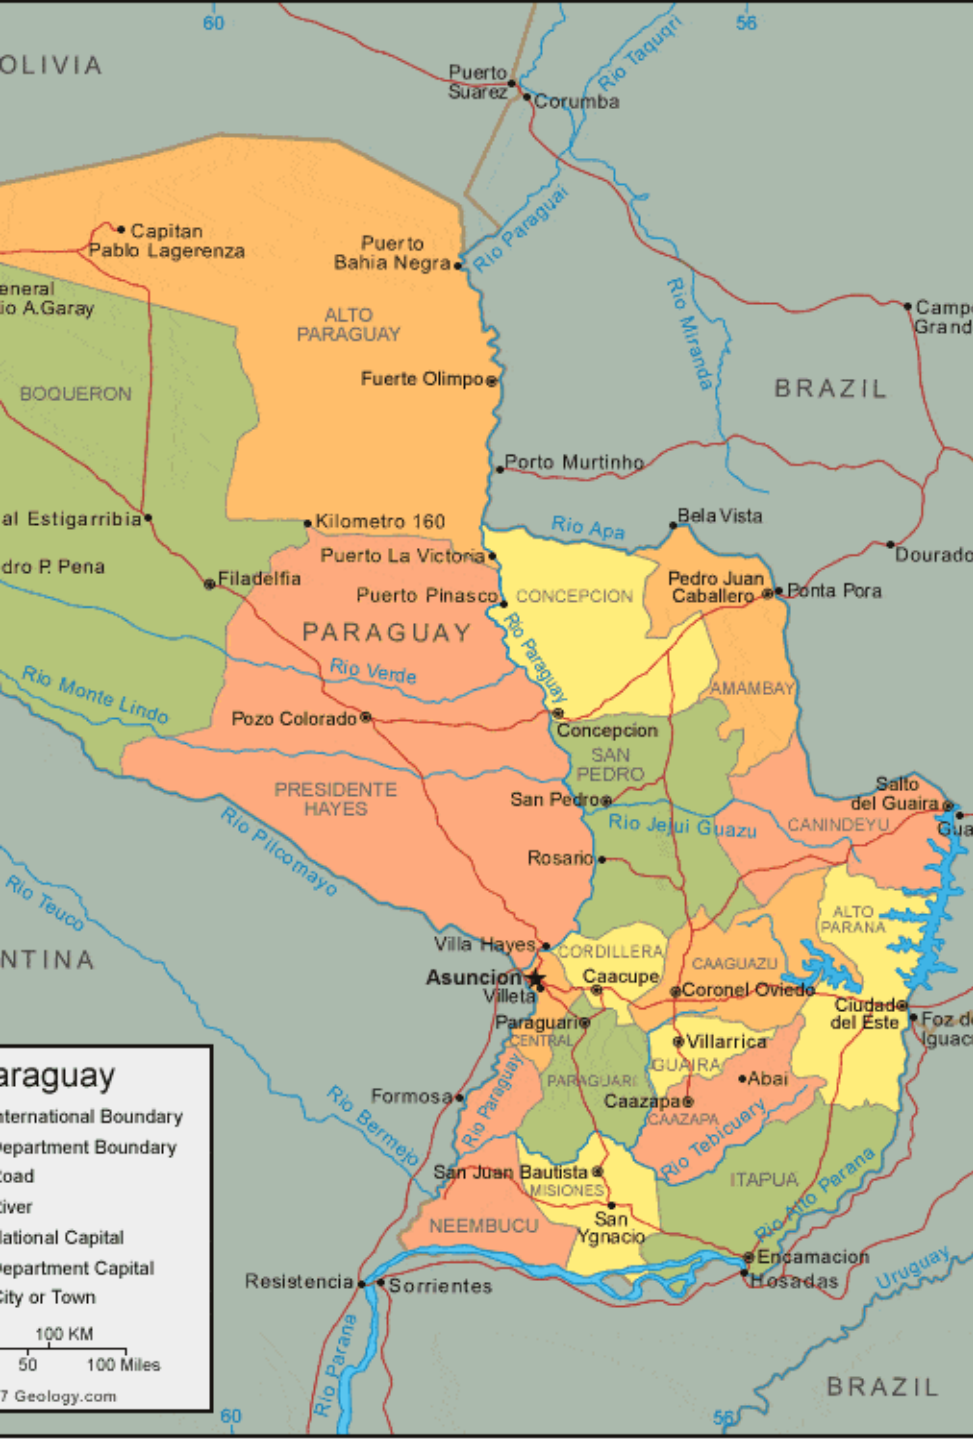 60
56
OLIVIA
Puerto
Suarez
Corumba
Rio Taquqri
Capitan
Pablo Lagerenza
Puerto
Bahia Negra
Rio Paraguai
eneral
io A.Garay
ALTO
PARAGUAY
Rio Miranda
Camp
Grand
BOQUERON
Fuerte Olimpo
BRAZIL
Porto Murtinho
al Estigarribia
Kilometro 160
Rio Apa
Bela Vista
Dourado
dro P. Pena
Filadelfia
Puerto La Victoria
Puerto Pinasco
CONCEPCION
Pedro Juan
Caballero
Ponta Pora
PARAGUAY
Rio Paraguay
Rio Verde
Rio Monte Lindo
AMAMBAY
Pozo Colorado
Concepcion
SAN
PEDRO
PRESIDENTE
HAYES
San Pedro
Salto
del Guaira
Rio Jejui Guazu
CANINDEYU
Gua
Rio Pilcomayo
Rosario
Rio Teuco
ALTO
PARANA
NTINA
Villa Hayes
CORDILLERA
CAAGUAZU
Asuncion
Caacupe
Villeta
Coronel Oviedo
Ciudad
del Este
Foz de
Iguacu
Paraguari
CENTRAL
Villarrica
GUAIRA
PARAGUARI
Abai
Caazapa
CAAZAPA
Formosa
Rio Paraguay
Rio Bermejo
Rio Tebicuary
San Juan Bautista
MISIONES
ITAPUA
Rio Alto Parana
NEEMBUCU
San
Ygnacio
Encarnacion
Hosadas
Resistencia
Sorrientes
Uruguay
Rio Parana
BRAZIL
araguay
nternational Boundary
epartment Boundary
oad
iver
ational Capital
epartment Capital
City or Town
100 KM
50
100 Miles
7 Geology.com
60
56